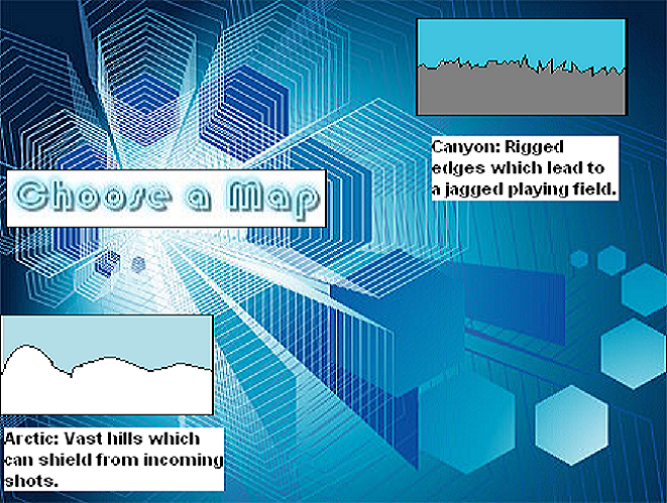 Canyon: Rigged
edges which lead to
a jagged playing field.
Choose a Map
Arctic: Vast hills which
can shield from incoming
shots.